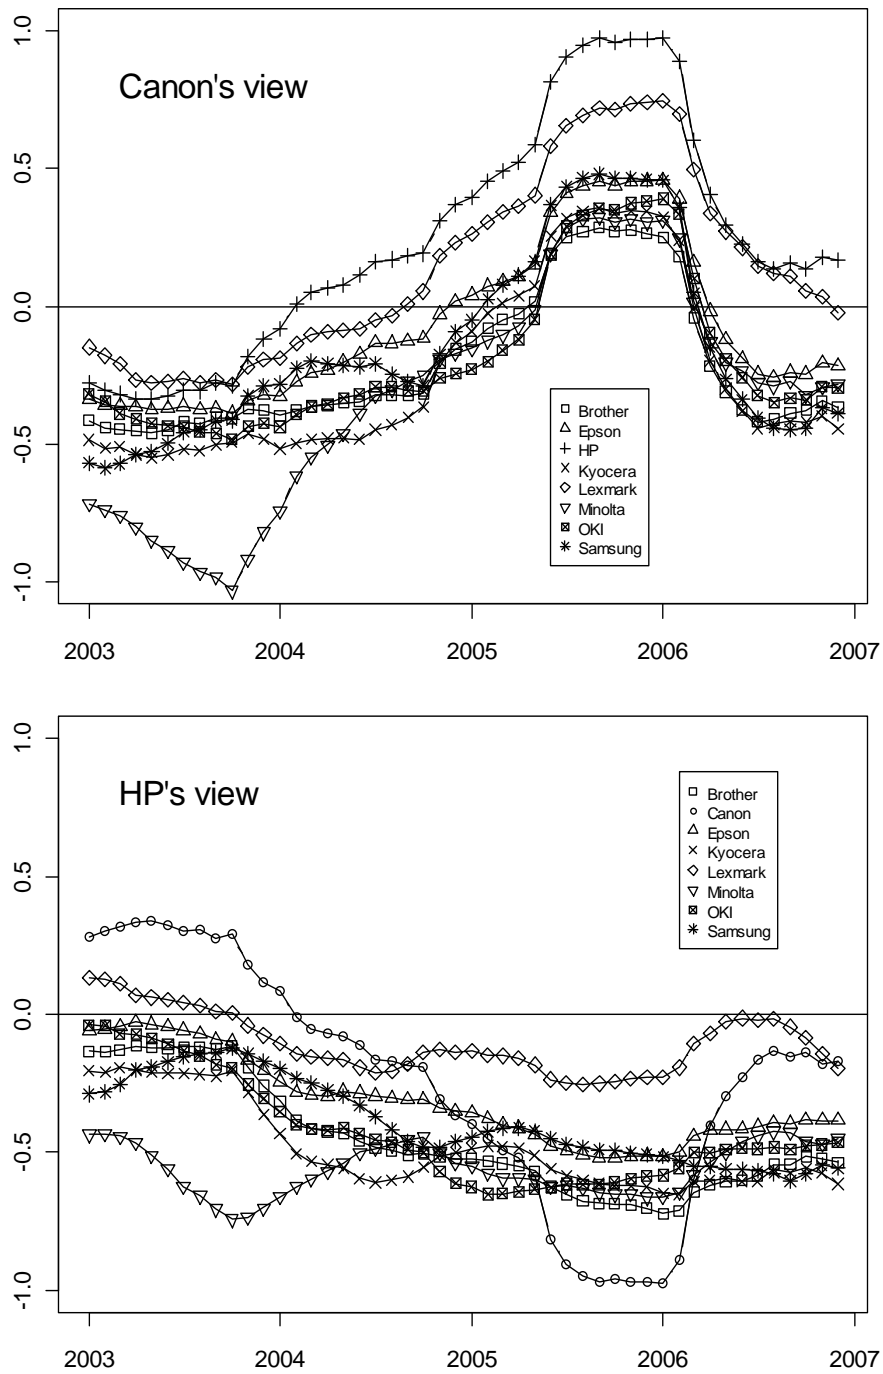 Canon's view
1.0
0.5
0.0
-0.5
-1.0
Brother
Epson
HP
Kyocera
Lexmark
Minolta
OKI
Samsung
2003 2004 2005 2006 2007
HP's view
1.0
0.5
0.0
-0.5
-1.0
Brother
Canon
Epson
Kyocera
Lexmark
Minolta
OKI
Samsung
2003 2004 2005 2006 2007